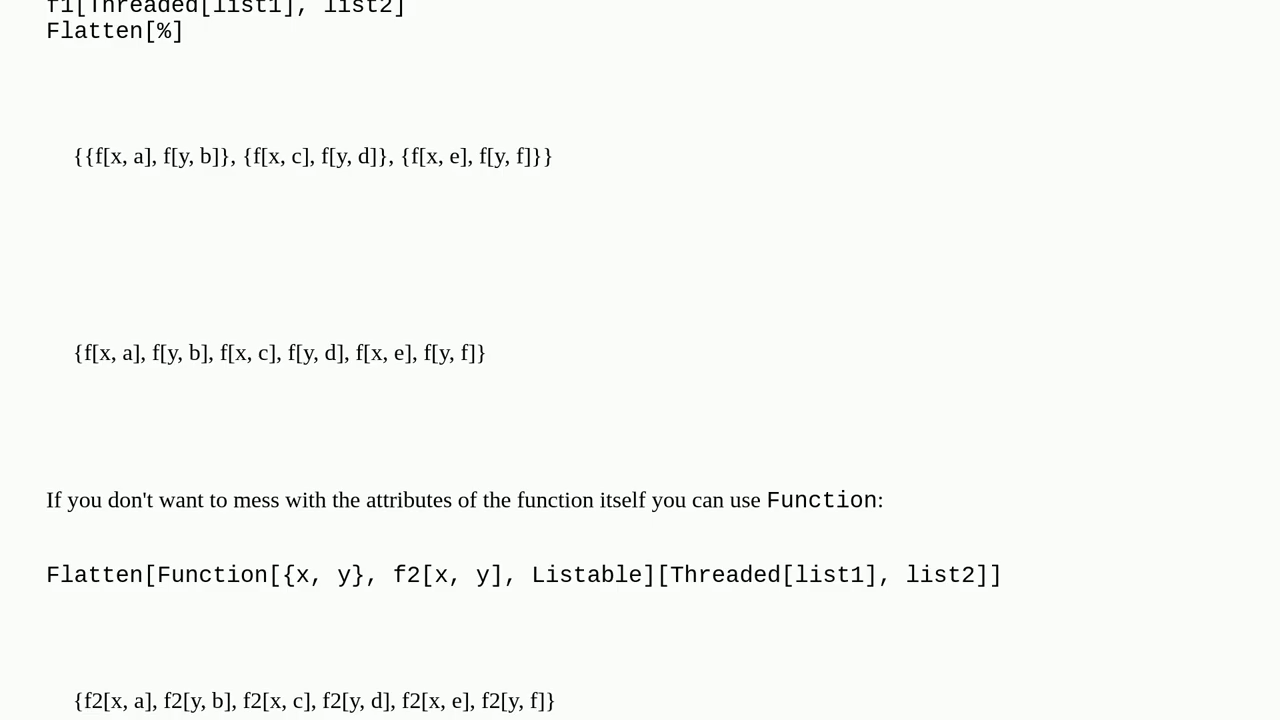 f1[Threaded[list1], list2]
Flatten[%]
{{f[x, a], f[y, b]}, {f[x, c], f[y, d]}, {f[x, e], f[y, f]}}
{f[x, a], f[y, b], f[x, c], f[y, d], f[x, e], f[y, f]}
If you don't want to mess with the attributes of the function itself you can use Function:
Flatten[Function[{x, y}, f2[x, y], Listable][Threaded[list1], list2]]
{f2[x, a], f2[y, b], f2[x, c], f2[y, d], f2[x, e], f2[y, f]}